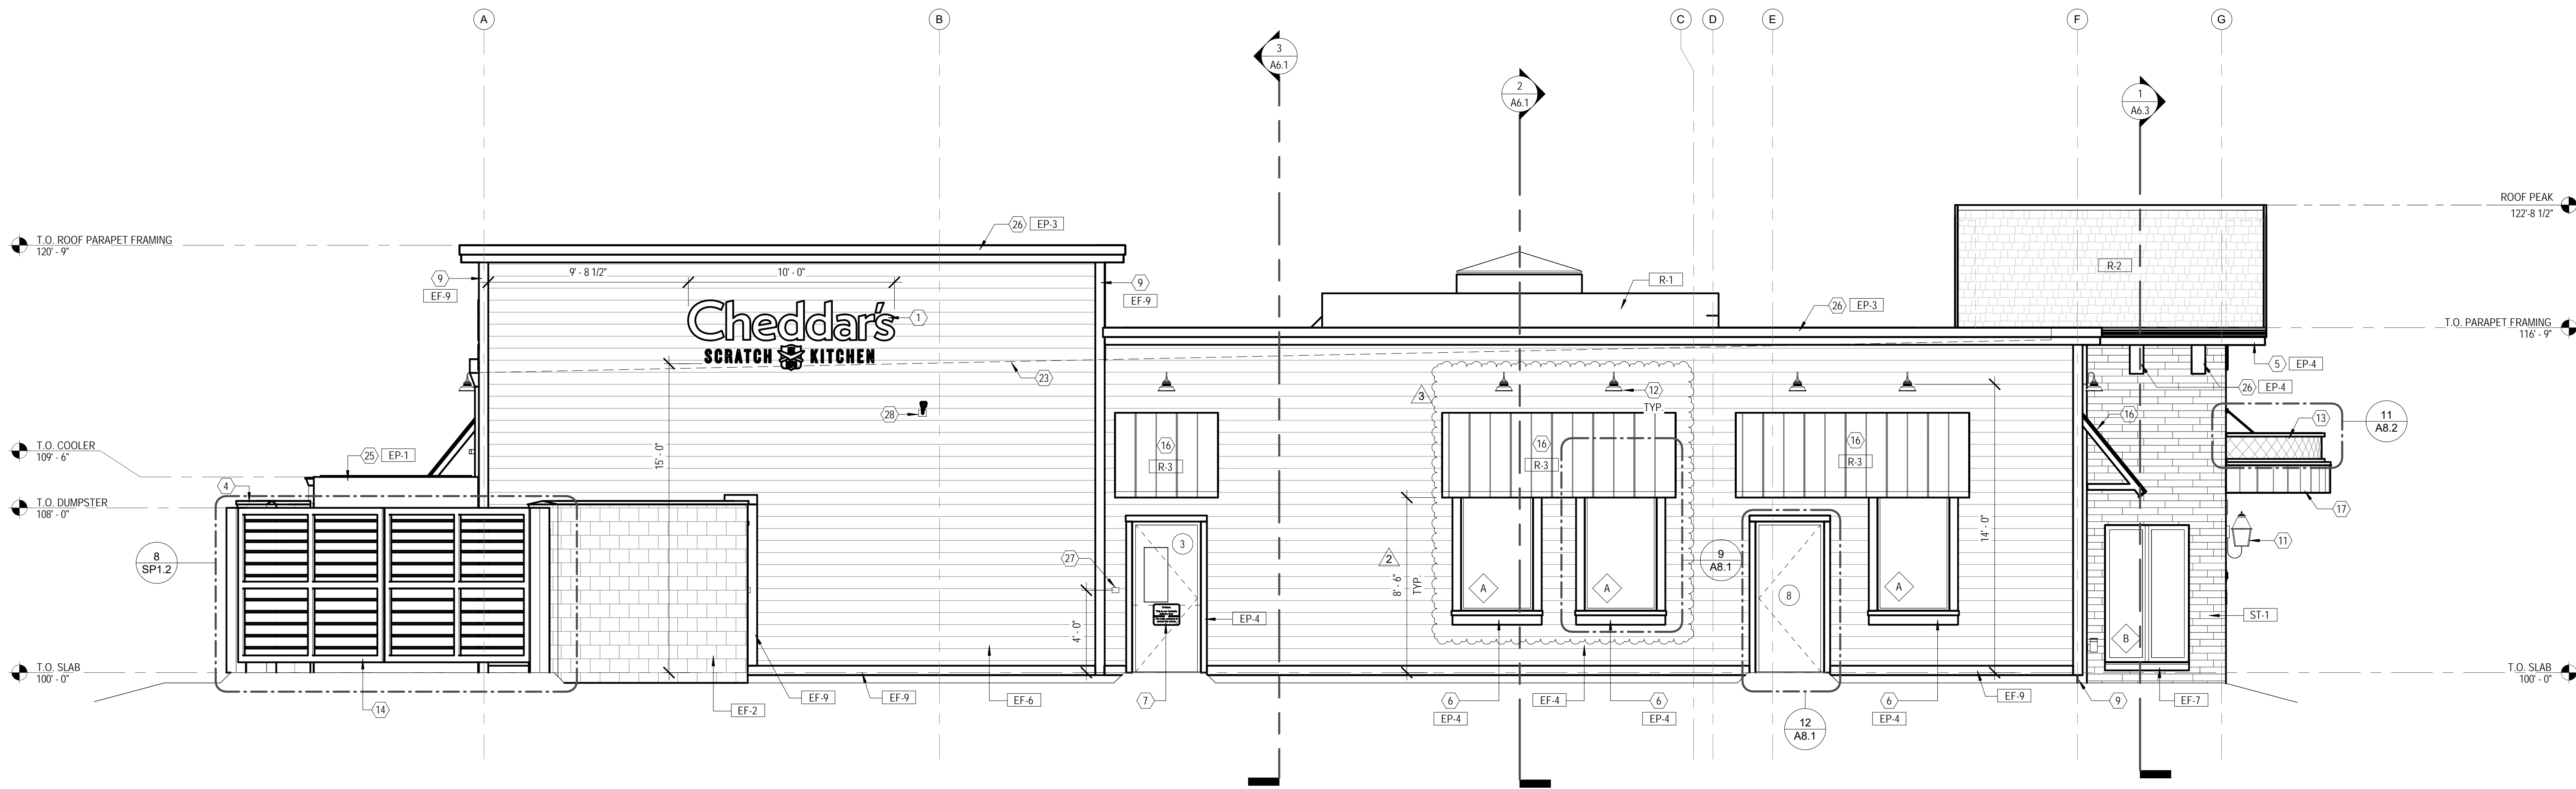 A
B
C
D
E
F
G
3
A6.1
2
A6.1
1
A6.3
ROOF PEAK
122'-8 1/2"
T.O. ROOF PARAPET FRAMING
120' - 9"
26
EP-3
9
EF-9
9' - 8 1/2"
10' - 0"
9
EF-9
R-2
R-1
26
EP-3
T.O. PARAPET FRAMING
116' - 9"
Cheddar's
1
SCRATCH KITCHEN
23
5
EP-4
26
EP-4
3
12
TYP.
28
16
13
11
A8.2
T.O. COOLER
109' - 6"
25
EP-1
15' - 0"
16
R-3
16
R-3
16
R-3
4
T.O. DUMPSTER
108' - 0"
17
14' - 0"
11
8
SP1.2
27
3
2
8' - 6"
TYP.
9
A8.1
A
A
8
A
4' - 0"
EP-4
ST-1
B
T.O. SLAB
100' - 0"
T.O. SLAB
100' - 0"
14
EF-2
EF-9
EF-9
EF-6
7
6
EP-4
EF-4
6
EP-4
12
A8.1
6
EP-4
EF-9
9
EF-7